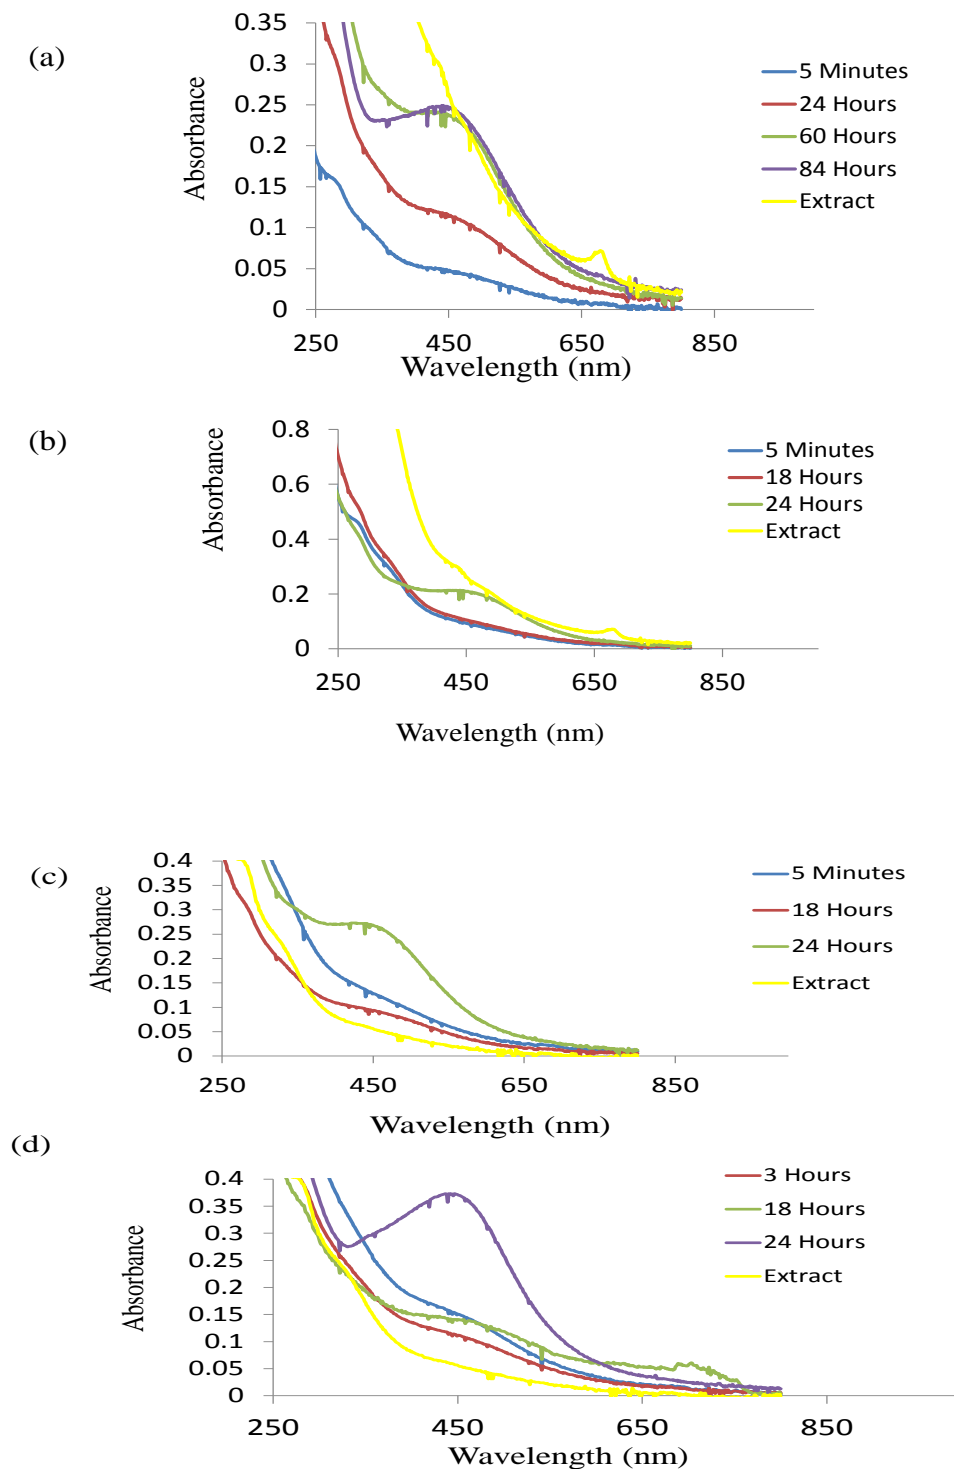 (a)
Absorbance
0.35
0.3
0.25
0.2
0.15
0.1
0.05
0
250 450 650 850
Wavelength (nm)
5 Minutes
24 Hours
60 Hours
84 Hours
Extract
(b)
Absorbance
0.8
0.6
0.4
0.2
0
250 450 650 850
Wavelength (nm)
5 Minutes
18 Hours
24 Hours
Extract
(c)
Absorbance
0.4
0.35
0.3
0.25
0.2
0.15
0.1
0.05
0
250 450 650 850
Wavelength (nm)
5 Minutes
18 Hours
24 Hours
Extract
(d)
Absorbance
0.4
0.35
0.3
0.25
0.2
0.15
0.1
0.05
0
250 450 650 850
Wavelength (nm)
3 Hours
18 Hours
24 Hours
Extract